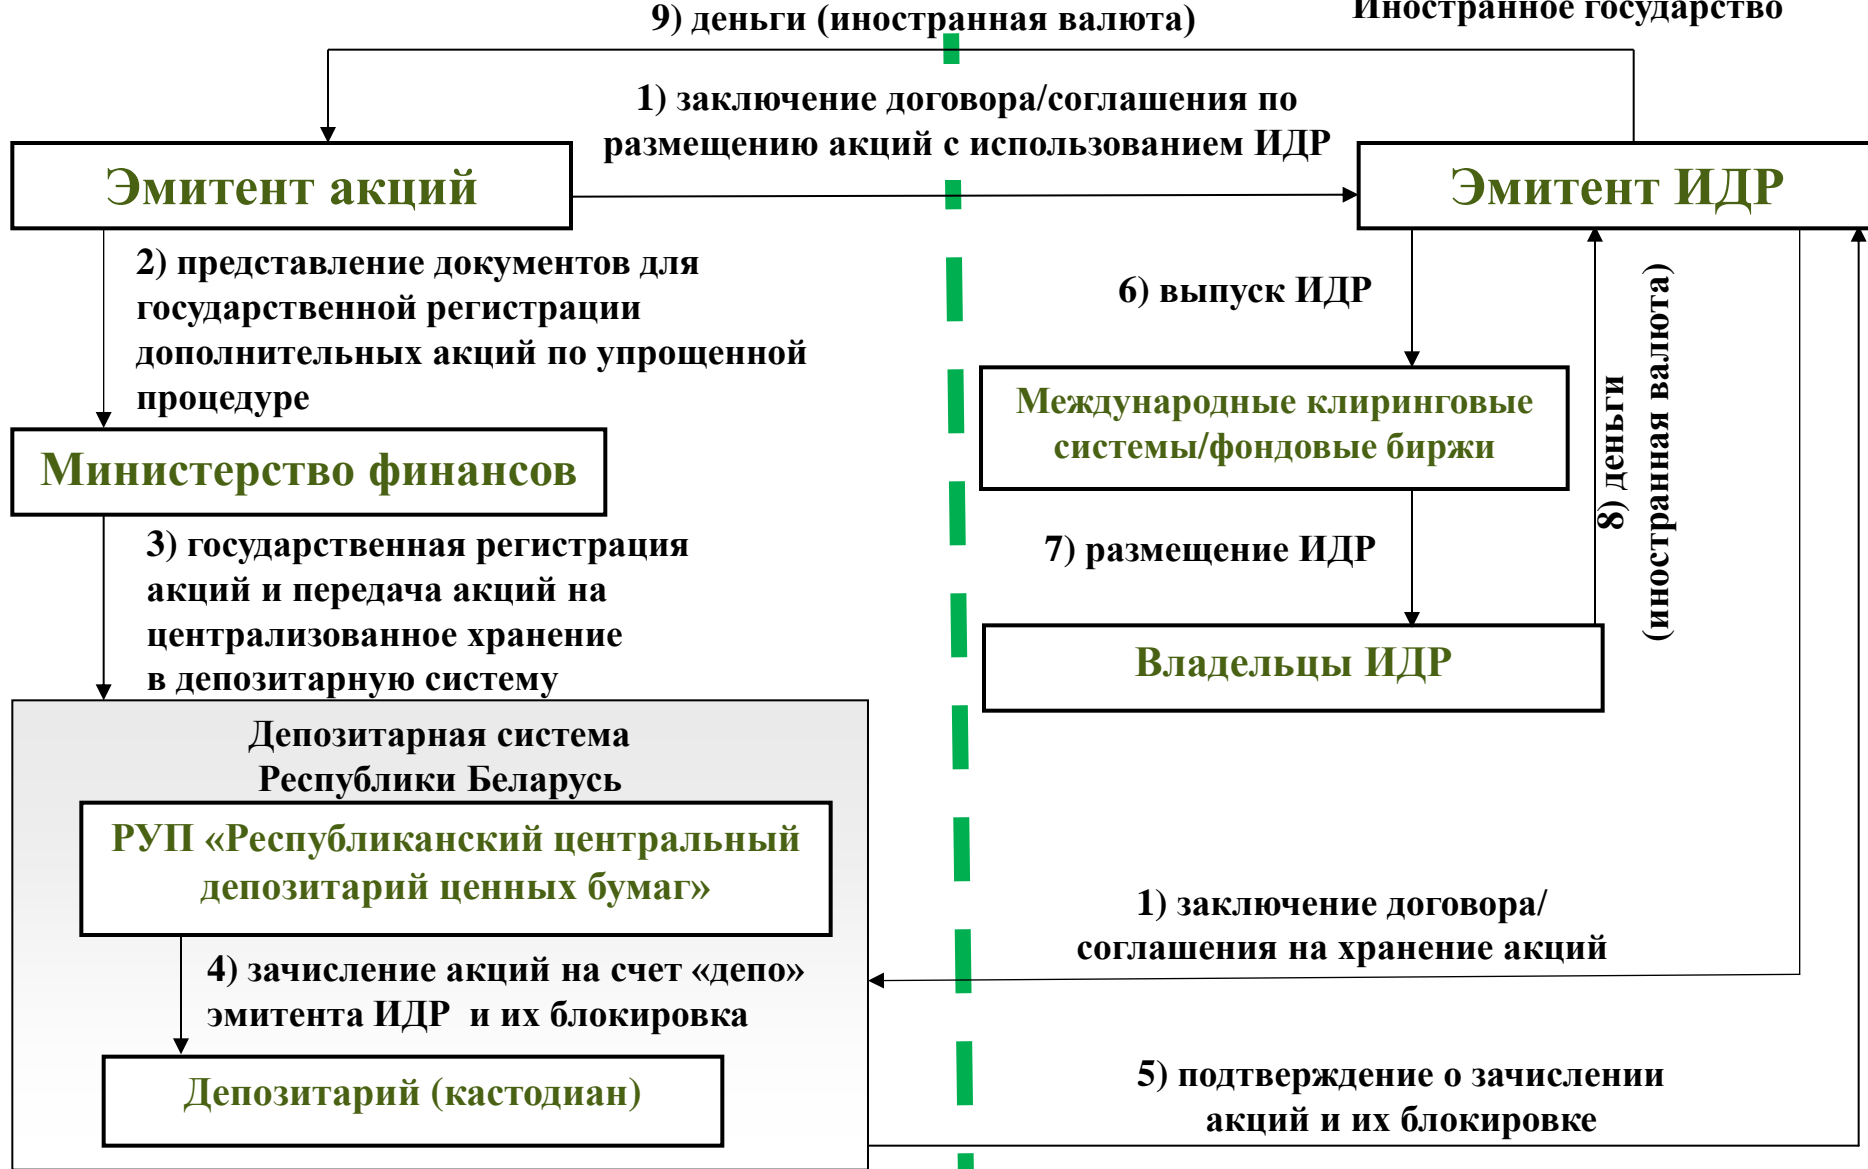 9) деньги (иностранная валюта)
Иностранное государство
1) заключение договора/соглашения по
размещению акций с использованием ИДР
Эмитент акций
Эмитент ИДР
2) представление документов для
государственной регистрации
дополнительных акций по упрощенной
процедуре
6) выпуск ИДР
8) деньги
(иностранная валюта)
Международные клиринговые
системы/фондовые биржи
Министерство финансов
3) государственная регистрация
акций и передача акций на
централизованное хранение
в депозитарную систему
7) размещение ИДР
Владельцы ИДР
Депозитарная система
Республики Беларусь
РУП «Республиканский центральный
депозитарий ценных бумаг»
1) заключение договора/
соглашения на хранение акций
4) зачисление акций на счет «депо»
эмитента ИДР и их блокировка
Депозитарий (кастодиан)
5) подтверждение о зачислении
акций и их блокировке